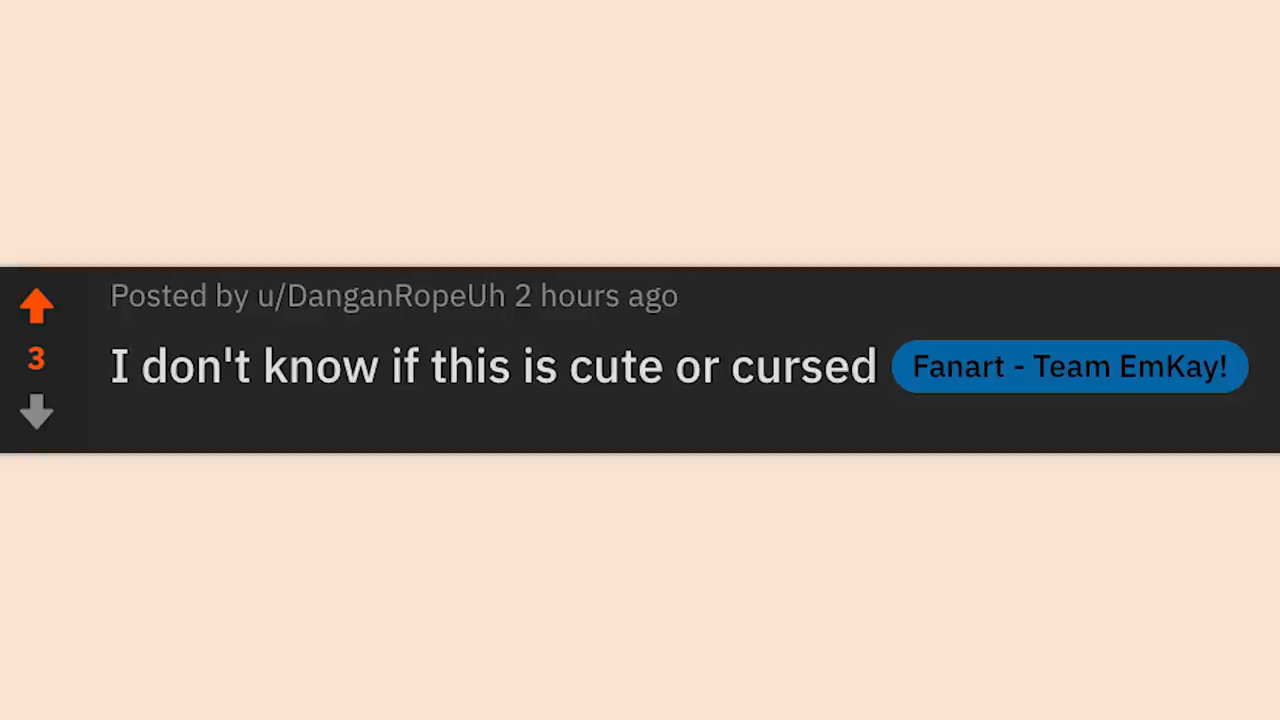 Posted by u/DanganRopeUh 2 hours ago
3
I don't know if this is cute or cursed Fanart - Team EmKay!